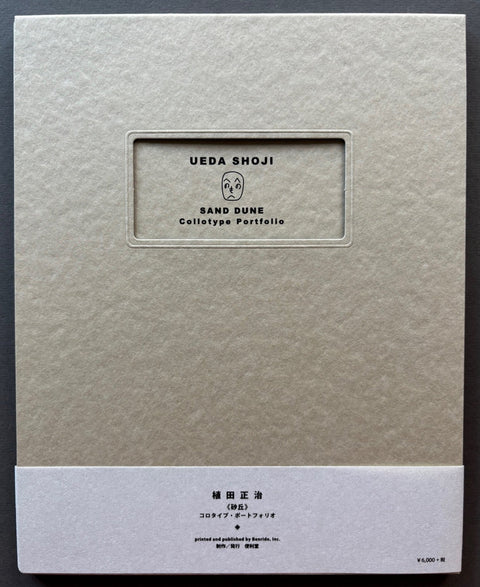 UEDA SHOJI
SAND DUNE
Collotype Portfolio
植田正治
《砂丘》
コロタイプ・ポートフォリオ
printed and published by Benrido, Inc.
制作/発行 便利堂
¥6,000+税